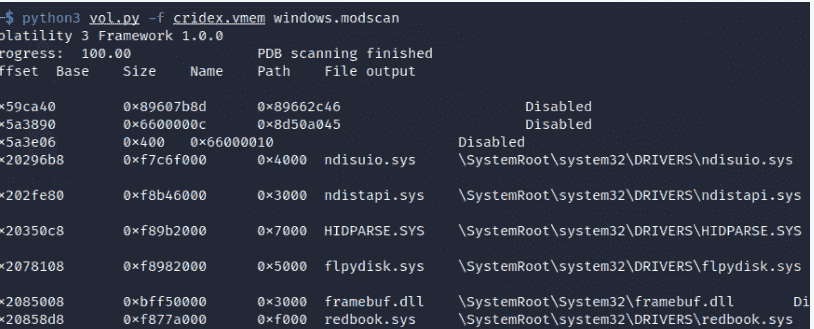 $ python3 vol.py -f cridex.vmem windows.modscan
olatility 3 Framework 1.0.0
rogress: 100.00 PDB scanning finished
ffset Base Size Name Path File output
×59ca40 0×89607b8d 0×89662c46 Disabled
×5a3890 0×6600000c 0×8d50a045 Disabled
×5a3e06 0×400 0×66000010 Disabled
×20296b8 0×f7c6f000 0×4000 ndisuio.sys \SystemRoot\system32\DRIVERS\ndisuio.sys
×202fe80 0×f8b46000 0×3000 ndistapi.sys \SystemRoot\system32\DRIVERS\ndistapi.sys
×20350c8 0×f89b2000 0×7000 HIDPARSE.SYS \SystemRoot\system32\DRIVERS\HIDPARSE.SYS
×2078108 0×f8982000 0×5000 flpydisk.sys \SystemRoot\system32\DRIVERS\flpydisk.sys
×2085008 0×bff50000 0×3000 framebuf.dll \SystemRoot\System32\framebuf.dll Di
×20858d8 0×f877a000 0×f000 redbook.sys \SystemRoot\system32\DRIVERS\redbook.sys